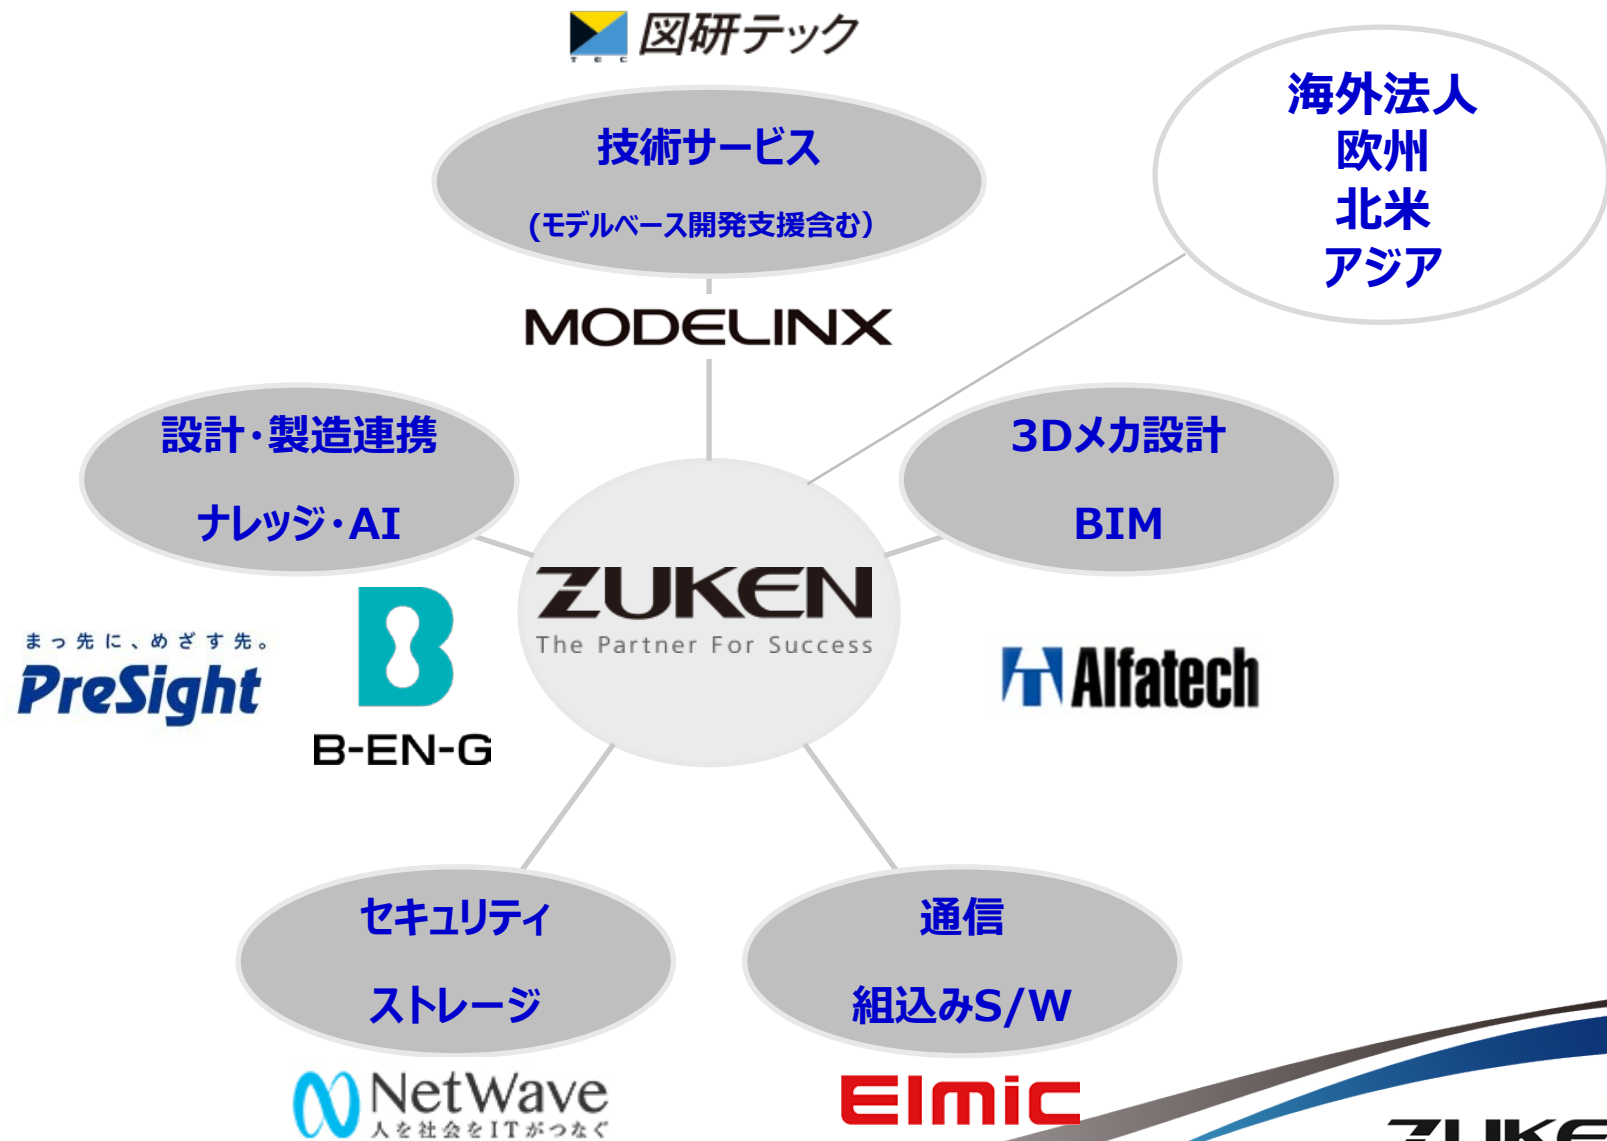 図研テック
TEC
技術サービス
(モデルベース開発支援含む)
MODELINX
海外法人
欧州
北米
アジア
設計・製造連携
ナレッジ・AI
3Dメカ設計
BIM
ZUKEN
The Partner For Success
まっ先に、めざす先。
PreSight
B-EN-G
Alfatech
セキュリティ
ストレージ
通信
組込みS/W
NetWave
人を社会をITがつなぐ
Elmic
ZUKE